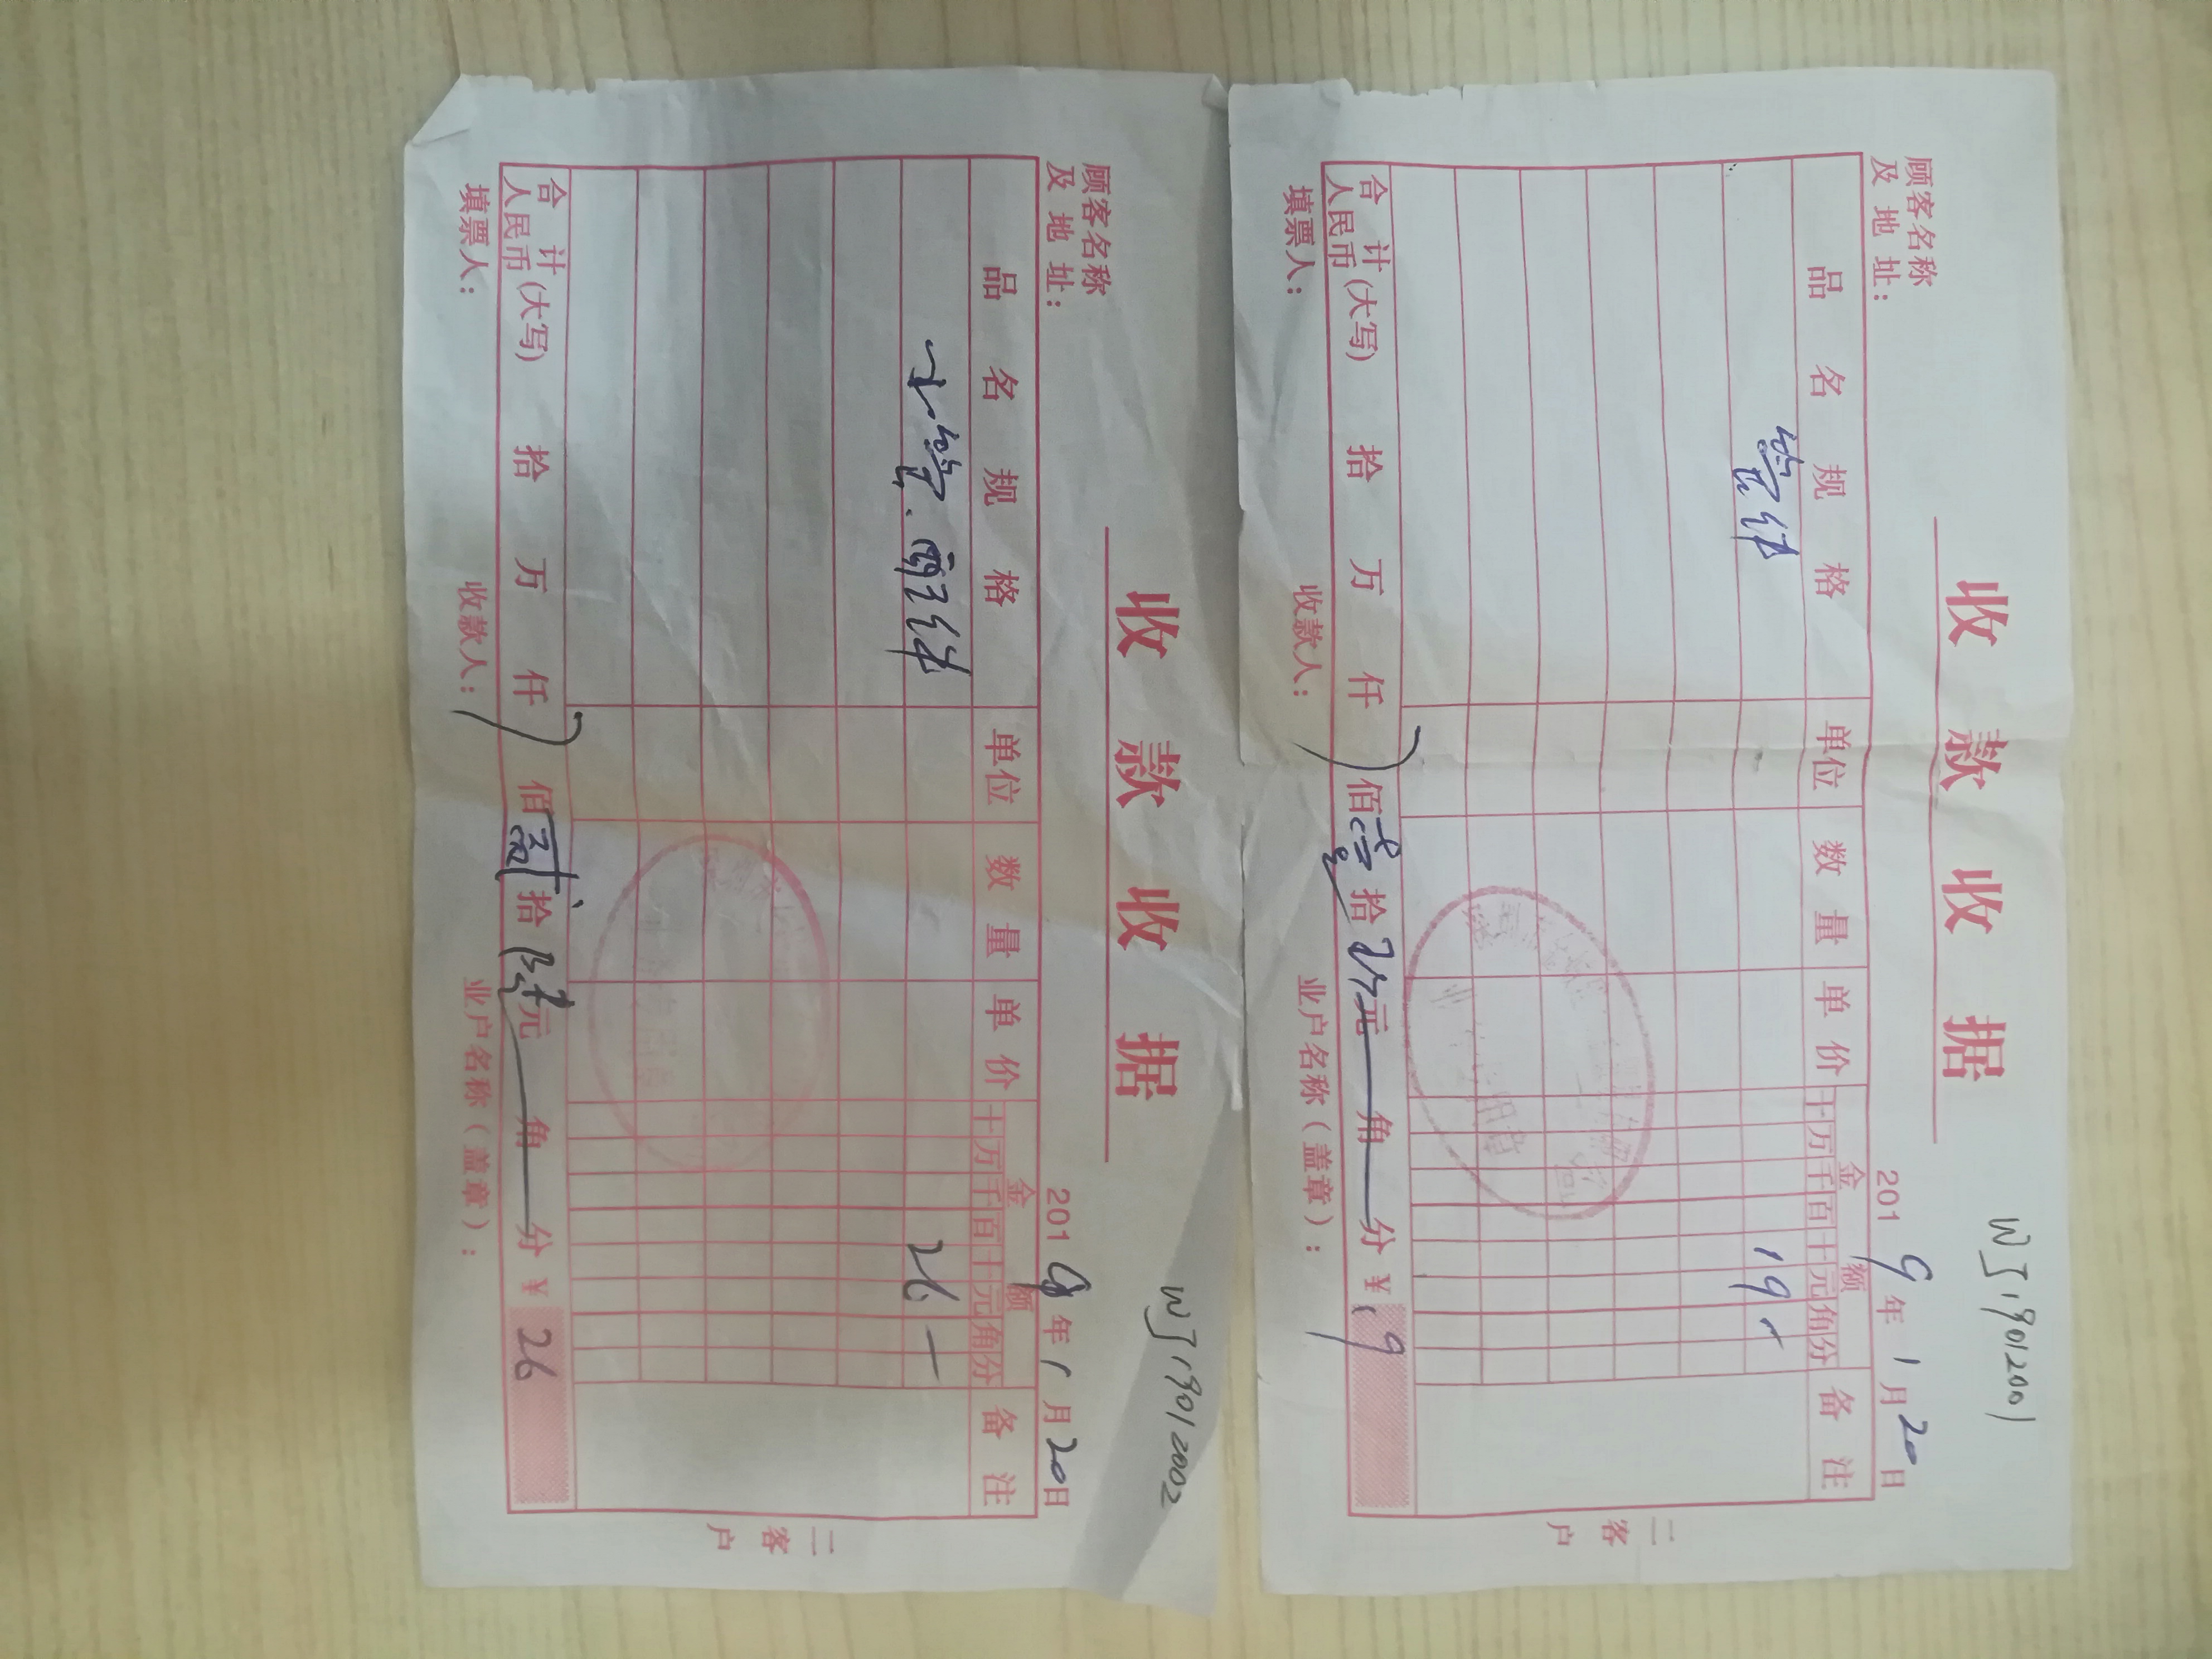 WJ19012001
收款收据
顾客名称
及地址：
2019年1月20日
品名规格 单位 数量 单价 金额 备注
十万千百十元角分
管件 19-
二客户
合计人民币(大写) 拾 万 仟 佰壹拾玖元 角 分 ￥19
填票人： 收款人： 业户名称（盖章）：
WJ19012002
收款收据
顾客名称
及地址：
2019年1月20日
品名规格 单位 数量 单价 金额 备注
十万千百十元角分
水管.配件 26-
二客户
合计人民币(大写) 拾 万 仟 佰贰拾陆元 角 分 ￥26
填票人： 收款人： 业户名称（盖章）：